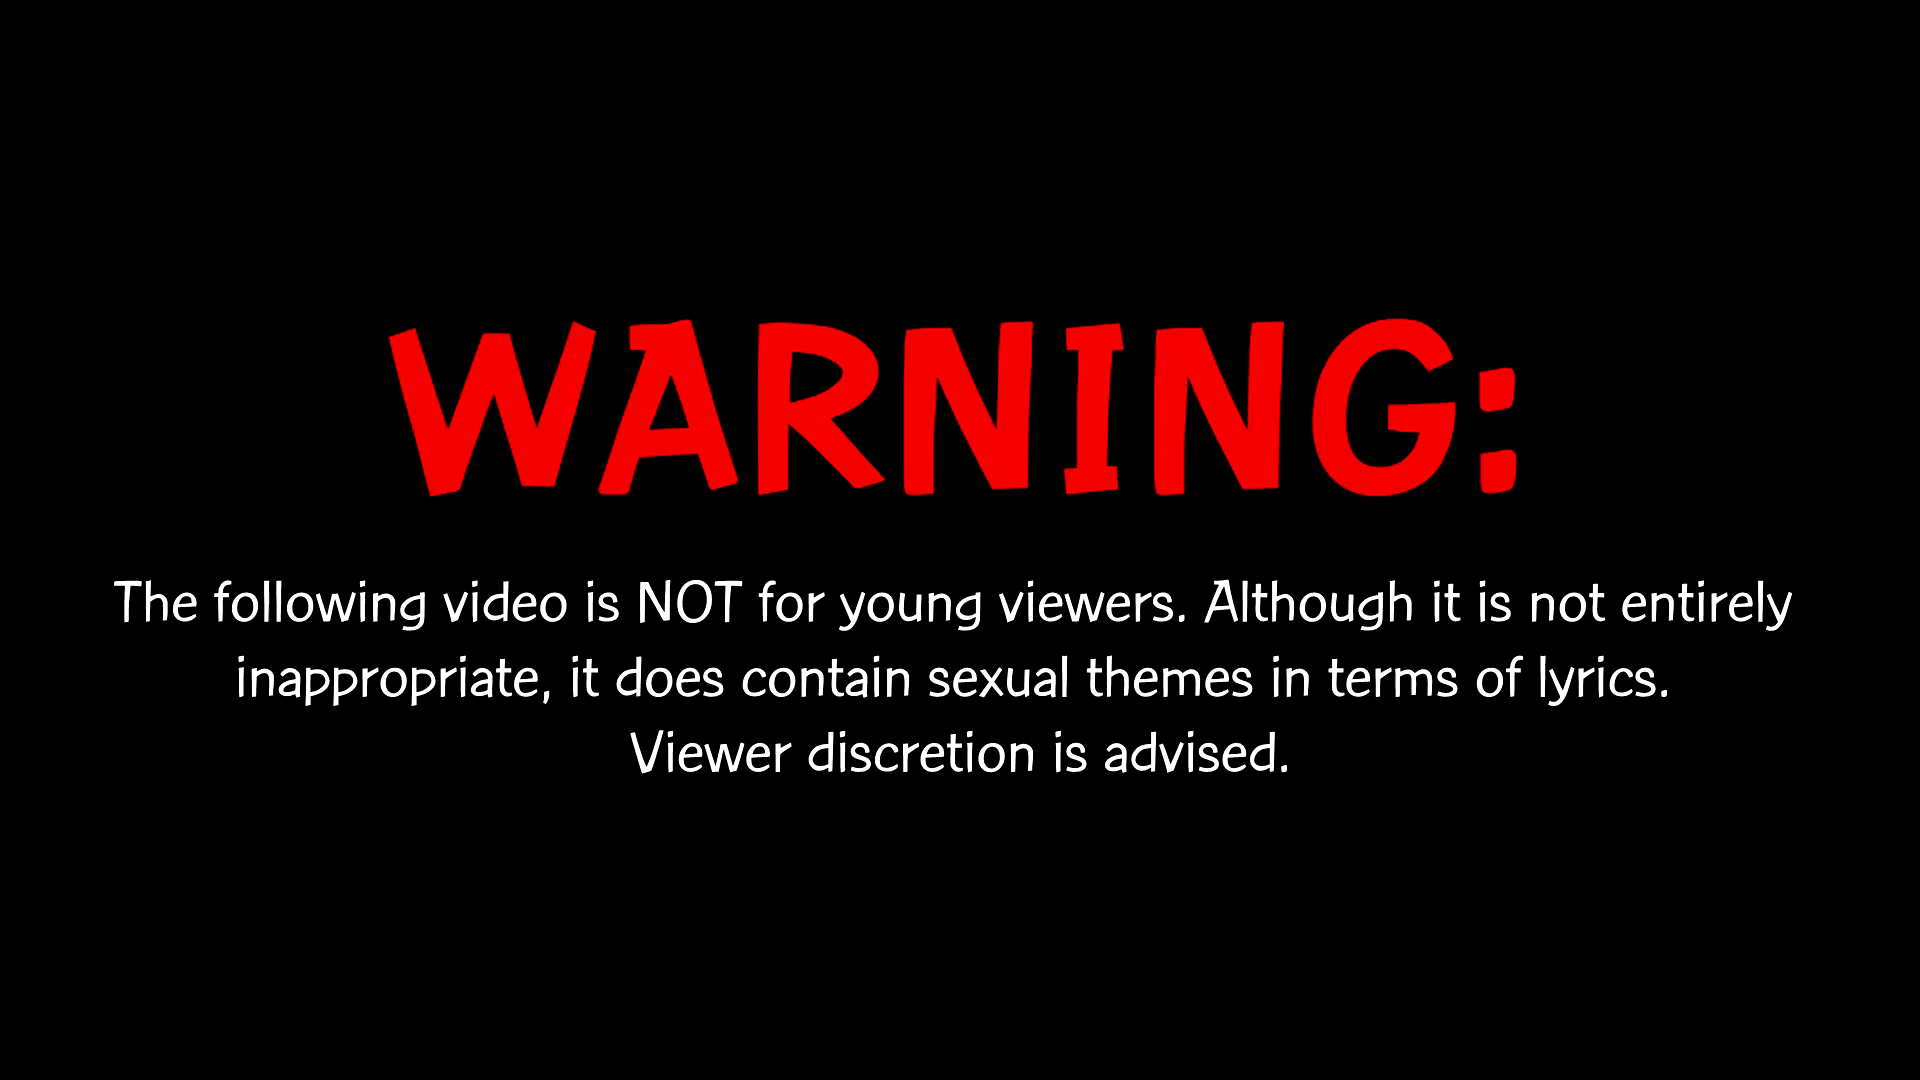 WARNING:
The following video is NOT for young viewers. Although it is not entirely
inappropriate, it does contain sexual themes in terms of lyrics.
Viewer discretion is advised.